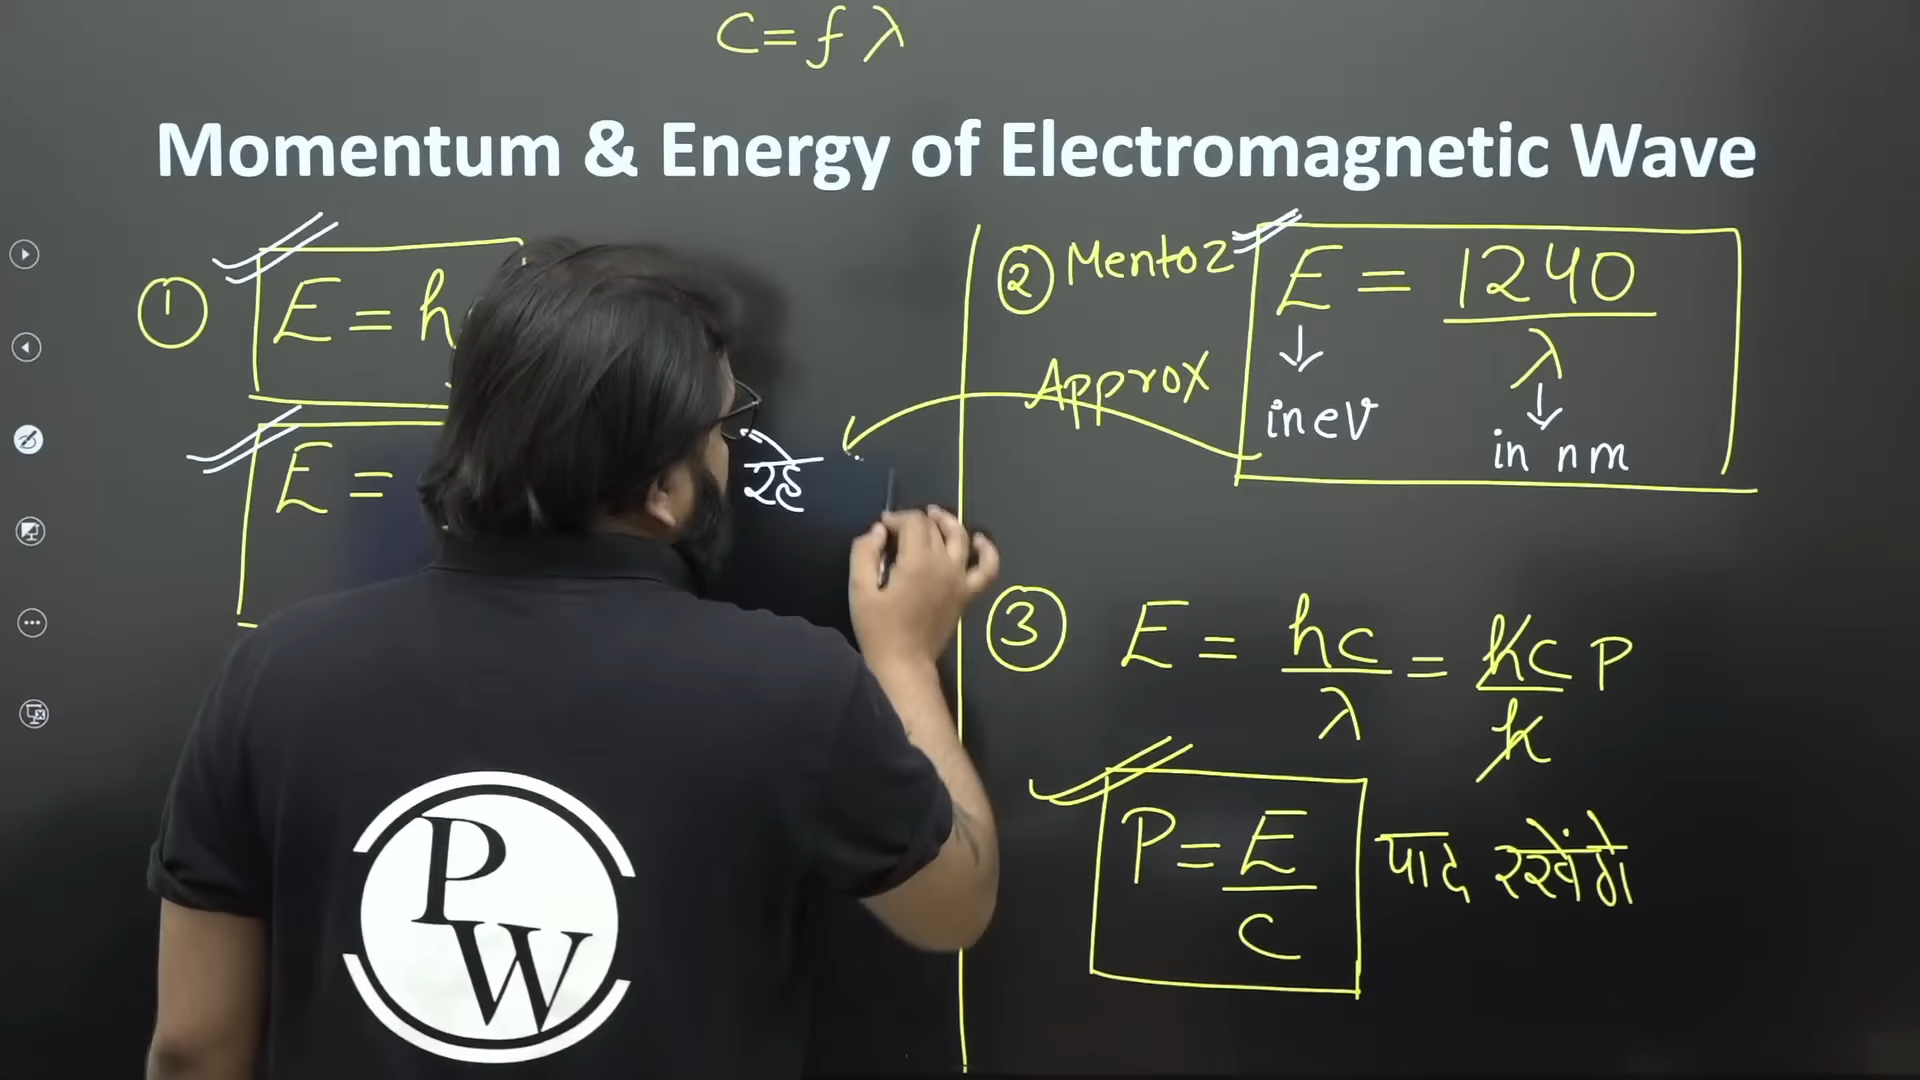 C = f λ
Momentum & Energy of Electromagnetic Wave
① E = h
E =
रहे
② Mentoz
Approx
E = 1240 / λ
in eV
in nm
③ E = hc / λ = hc / h P
P = E / C याद रखेंगे
P
W